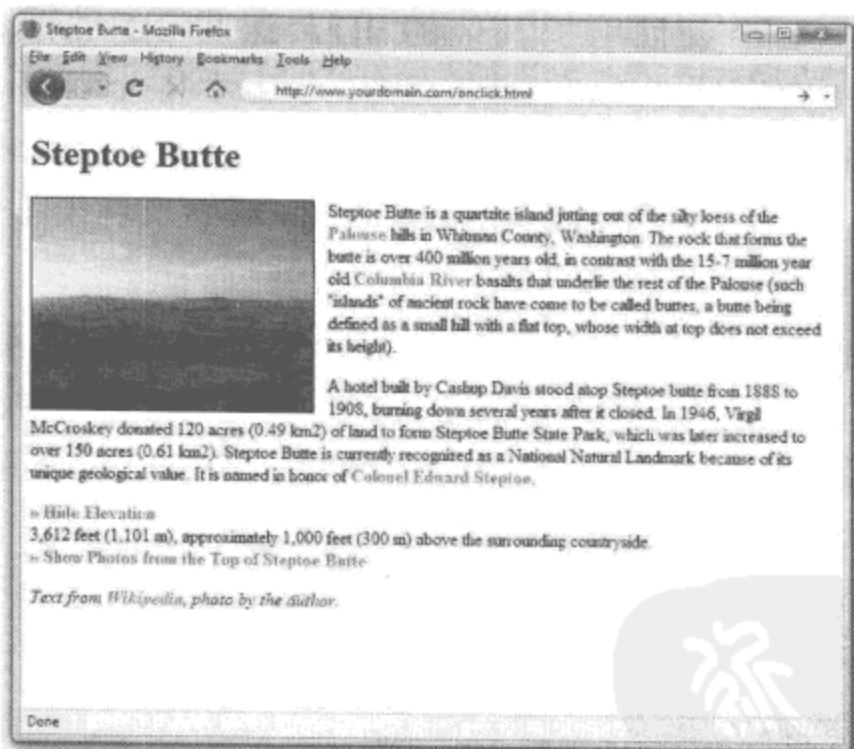 Steptoe Butte - Mozilla Firefox
File Edit View History Bookmarks Tools Help
http://www.yourdomain.com/onclick.html
Steptoe Butte
Steptoe Butte is a quartzite island jutting out of the silty loess of the
Palouse hills in Whitman County, Washington. The rock that forms the
butte is over 400 million years old, in contrast with the 15-7 million year
old Columbia River basalts that underlie the rest of the Palouse (such
"islands" of ancient rock have come to be called buttes, a butte being
defined as a small hill with a flat top, whose width at top does not exceed
its height).
A hotel built by Cashup Davis stood atop Steptoe butte from 1888 to
1908, burning down several years after it closed. In 1946, Virgil
McCroskey donated 120 acres (0.49 km2) of land to form Steptoe Butte State Park, which was later increased to
over 150 acres (0.61 km2). Steptoe Butte is currently recognized as a National Natural Landmark because of its
unique geological value. It is named in honor of Colonel Edward Steptoe.
» Hide Elevation
3,612 feet (1,101 m), approximately 1,000 feet (300 m) above the surrounding countryside.
» Show Photos from the Top of Steptoe Butte
Text from Wikipedia, photo by the author.
Done